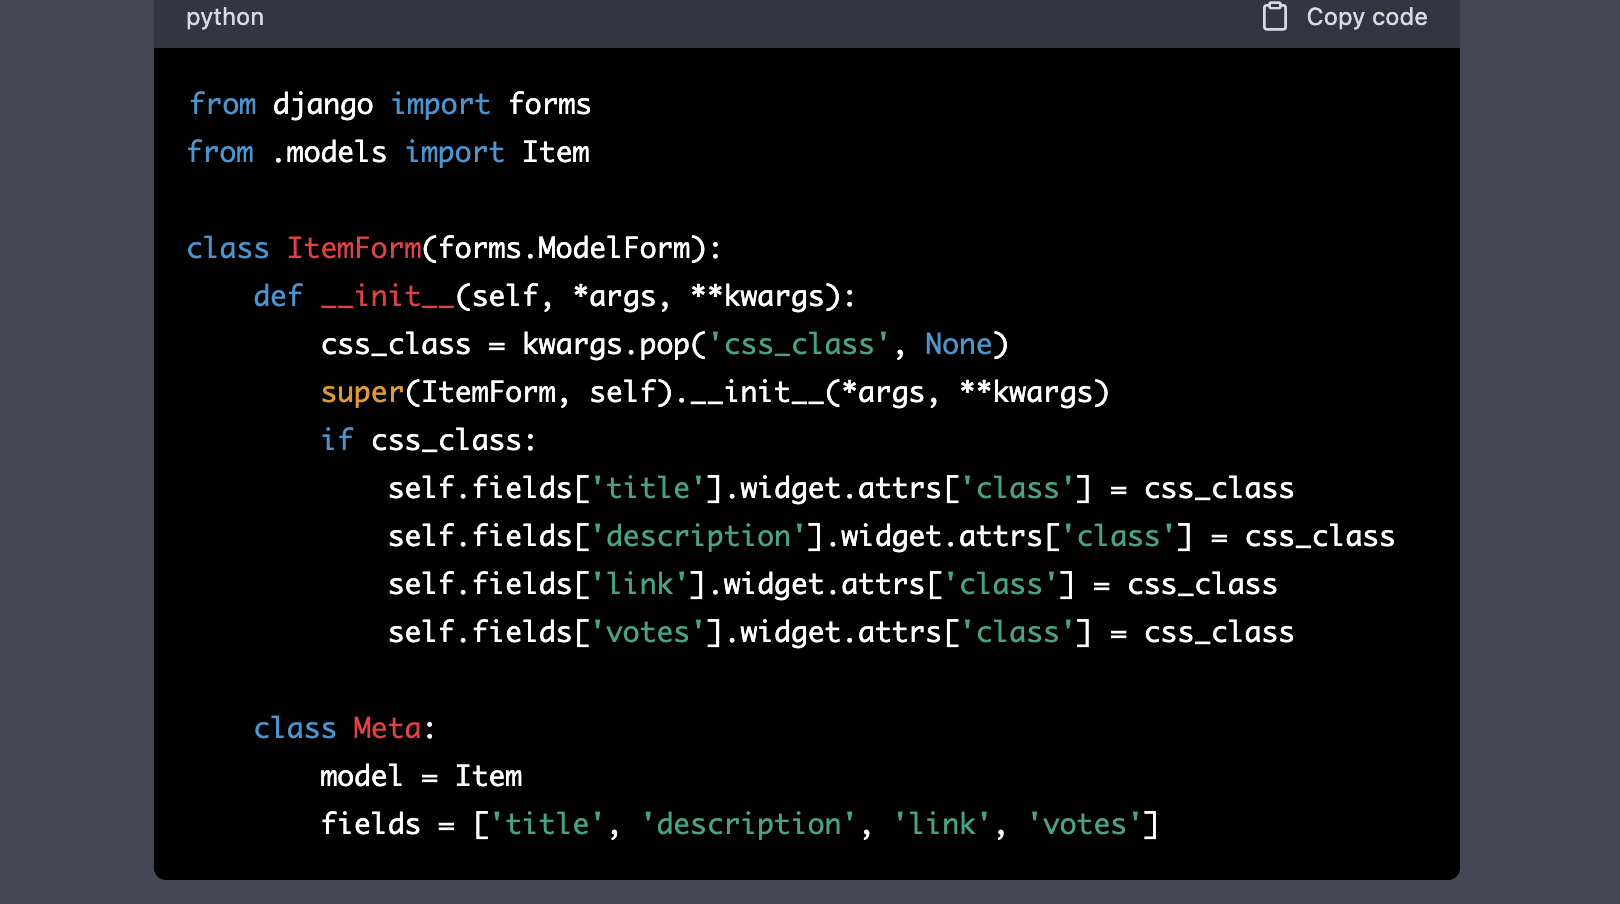 python
Copy code
from django import forms
from .models import Item
class ItemForm(forms.ModelForm):
    def __init__(self, *args, **kwargs):
        css_class = kwargs.pop('css_class', None)
        super(ItemForm, self).__init__(*args, **kwargs)
        if css_class:
            self.fields['title'].widget.attrs['class'] = css_class
            self.fields['description'].widget.attrs['class'] = css_class
            self.fields['link'].widget.attrs['class'] = css_class
            self.fields['votes'].widget.attrs['class'] = css_class
    class Meta:
        model = Item
        fields = ['title', 'description', 'link', 'votes']